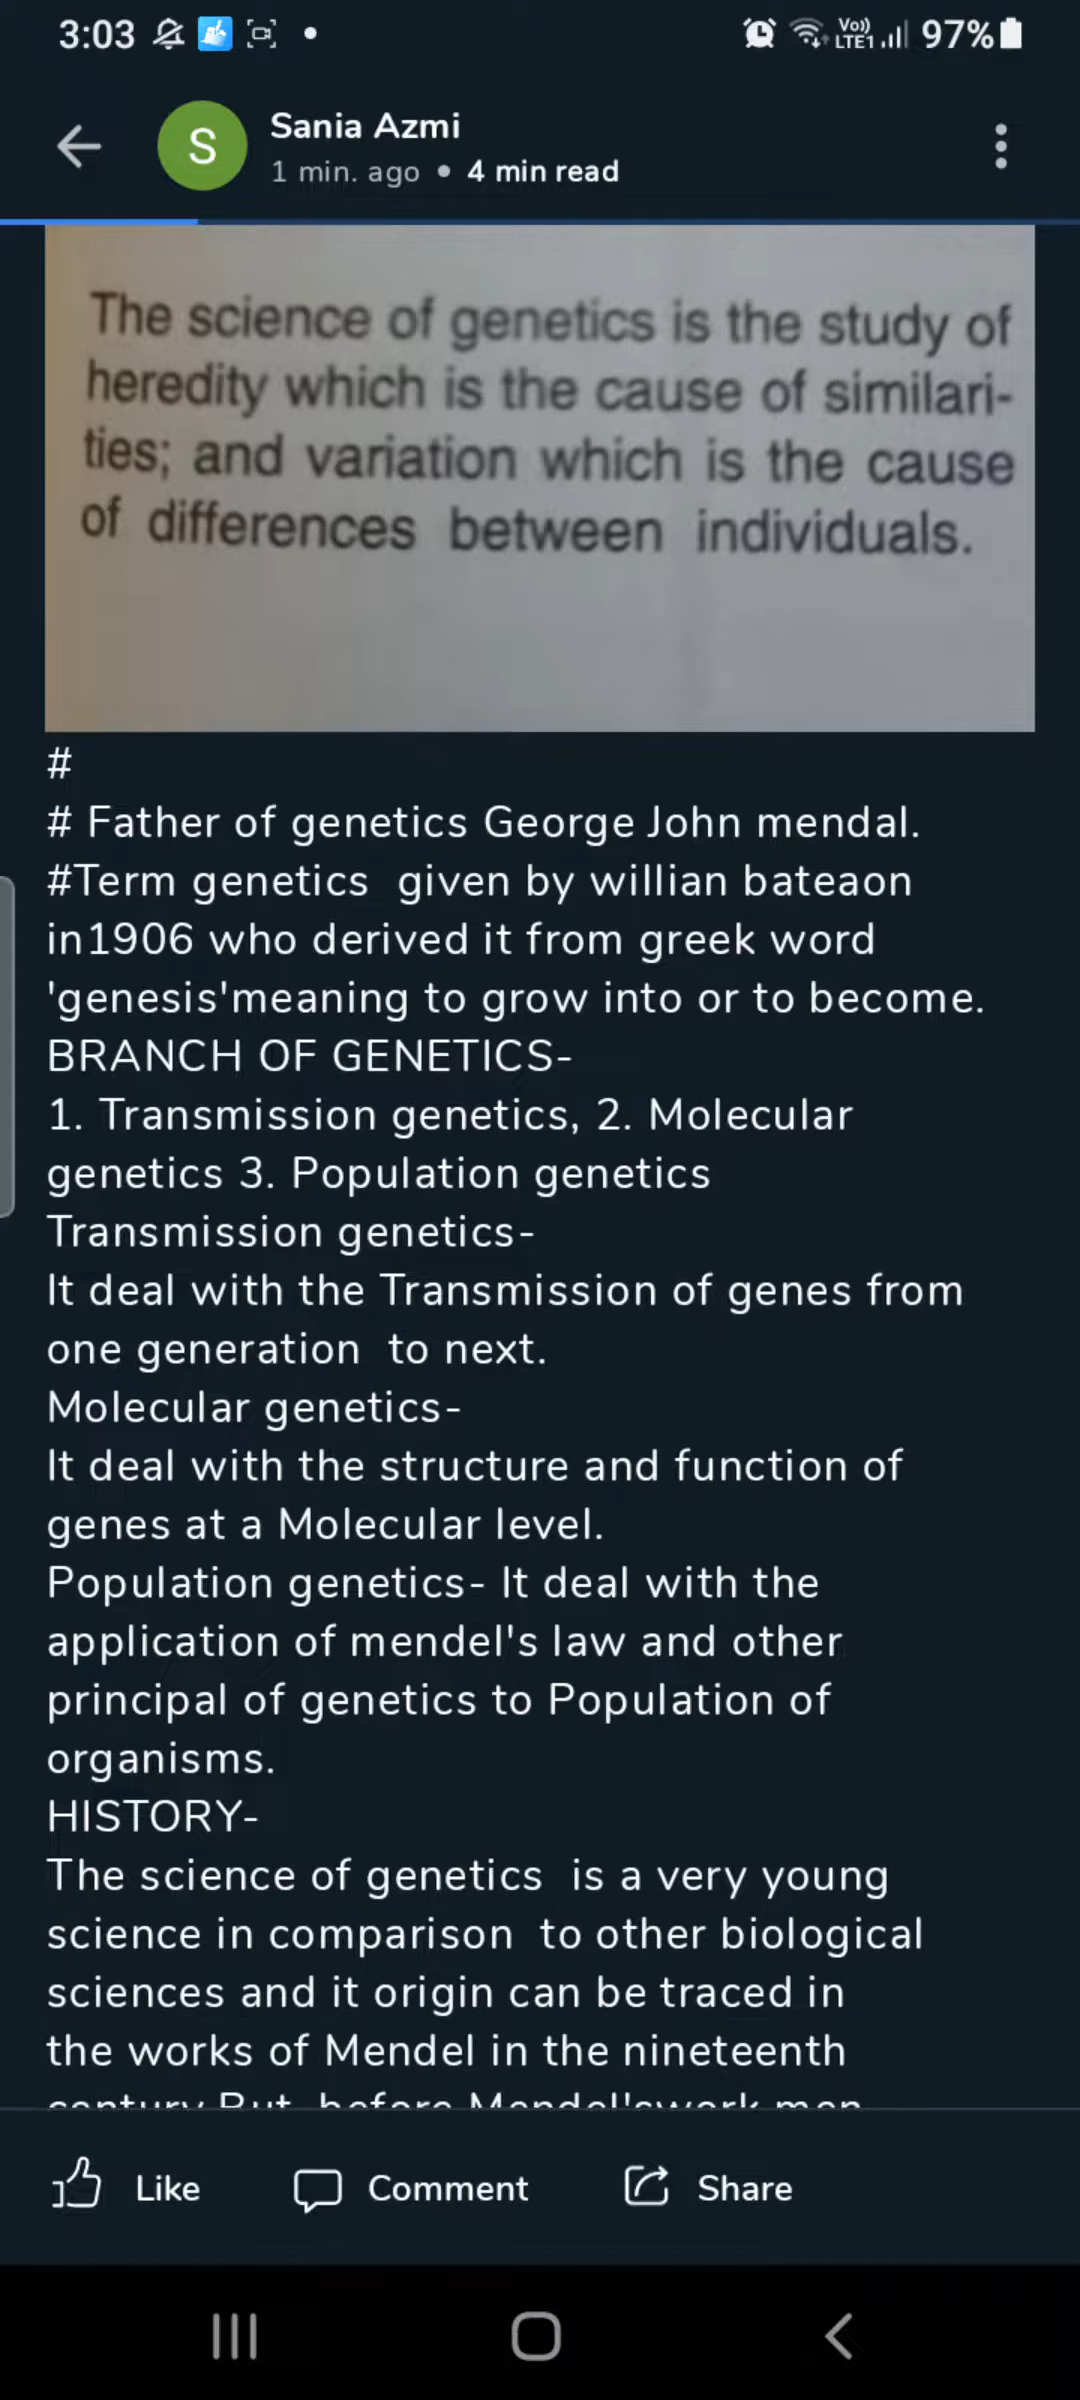 3:03
Vo))
LTE1
97%
S
Sania Azmi
1 min. ago • 4 min read
The science of genetics is the study of
heredity which is the cause of similari-
ties; and variation which is the cause
of differences between individuals.
#
# Father of genetics George John mendal.
#Term genetics  given by willian bateaon
in1906 who derived it from greek word
'genesis'meaning to grow into or to become.
BRANCH OF GENETICS-
1. Transmission genetics, 2. Molecular
genetics 3. Population genetics
Transmission genetics-
It deal with the Transmission of genes from
one generation  to next.
Molecular genetics-
It deal with the structure and function of
genes at a Molecular level.
Population genetics- It deal with the
application of mendel's law and other
principal of genetics to Population of
organisms.
HISTORY-
The science of genetics  is a very young
science in comparison  to other biological
sciences and it origin can be traced in
the works of Mendel in the nineteenth
century But  before Mendel'swork men
Like
Comment
Share